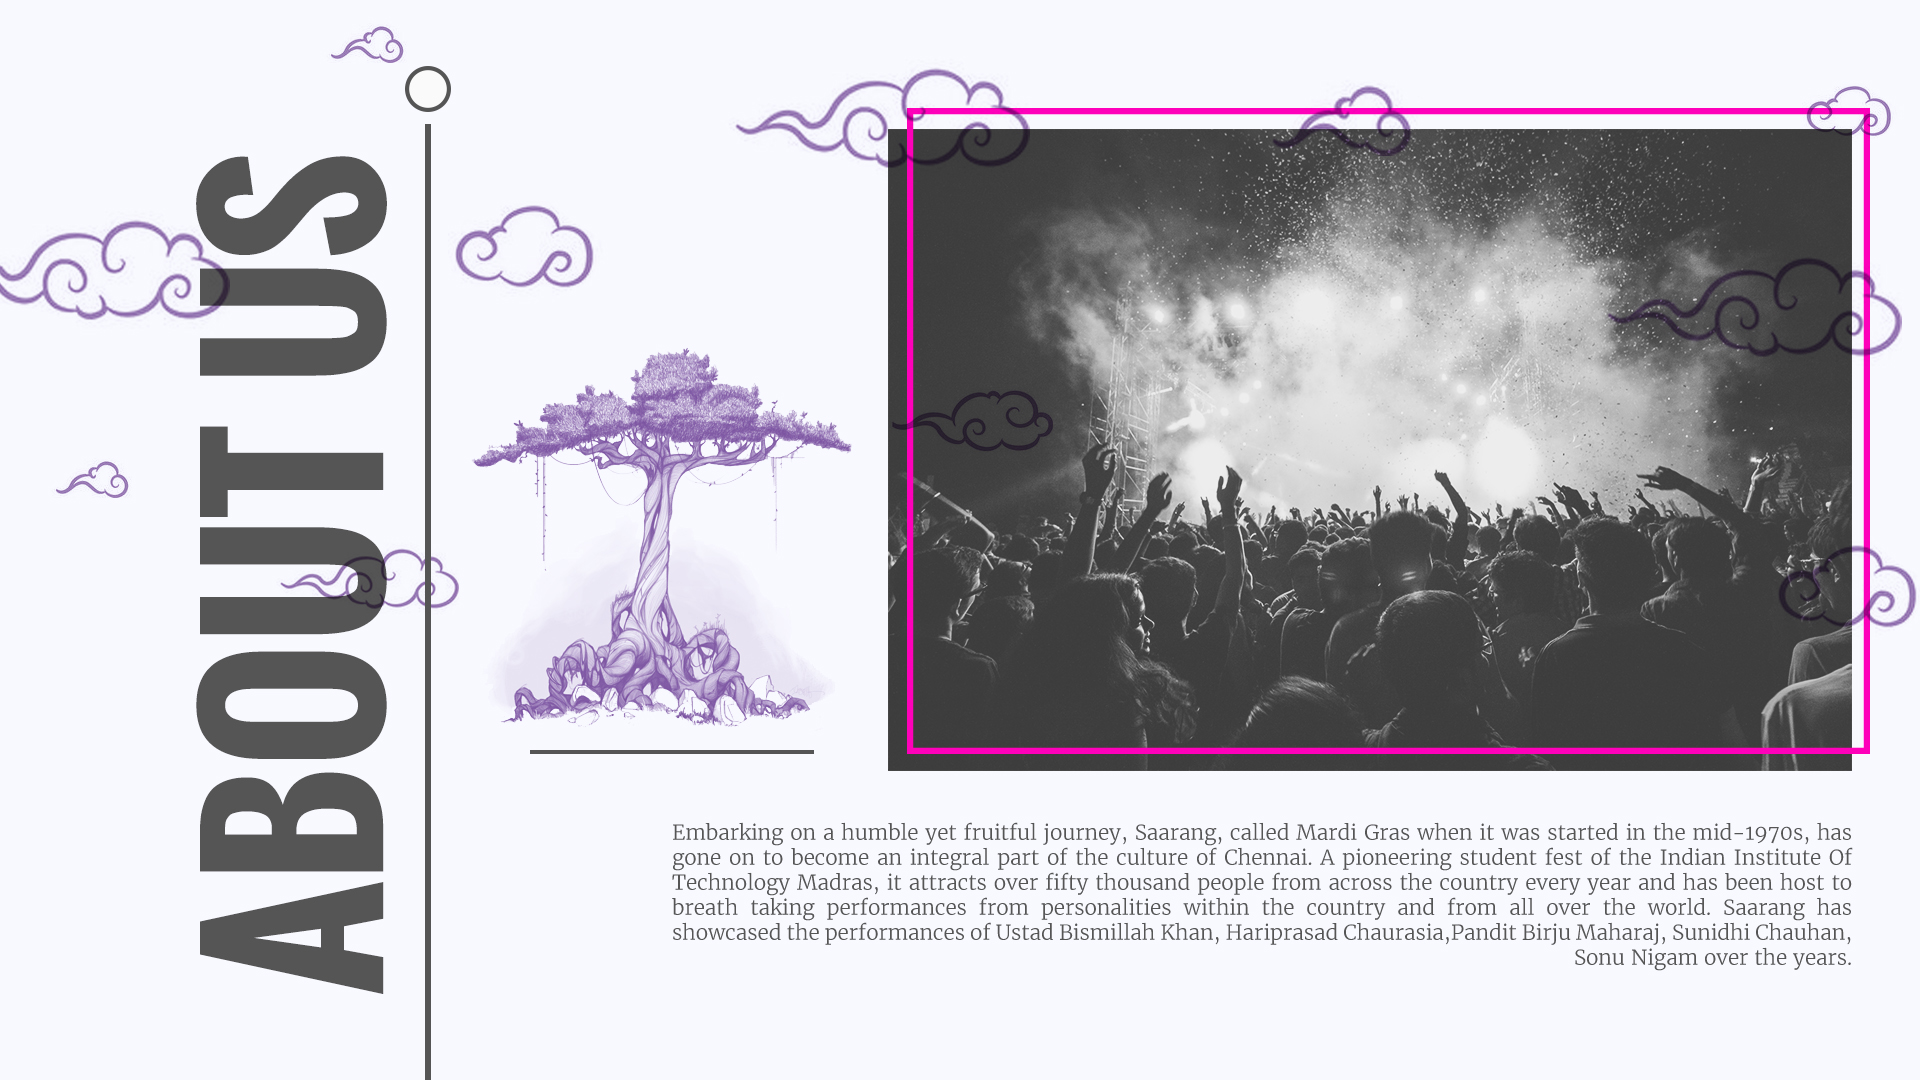 ABOUT US
Embarking on a humble yet fruitful journey, Saarang, called Mardi Gras when it was started in the mid-1970s, has
gone on to become an integral part of the culture of Chennai. A pioneering student fest of the Indian Institute Of
Technology Madras, it attracts over fifty thousand people from across the country every year and has been host to
breath taking performances from personalities within the country and from all over the world. Saarang has
showcased the performances of Ustad Bismillah Khan, Hariprasad Chaurasia,Pandit Birju Maharaj, Sunidhi Chauhan,
Sonu Nigam over the years.